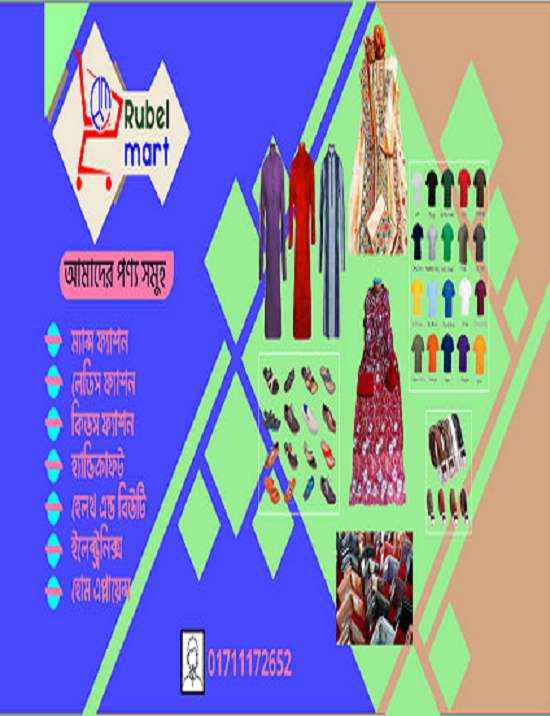 Rubel
mart
আমাদের পণ্য সমুহ
মান্সি ফ্যাশন
লেডিস ফ্যাশন
কিডস ফ্যাশন
হ্যান্ডিক্রাফট
হেলথ এন্ড বিউটি
ইলেক্ট্রনিক্স
হোম এপ্লায়েন্স
01711172652